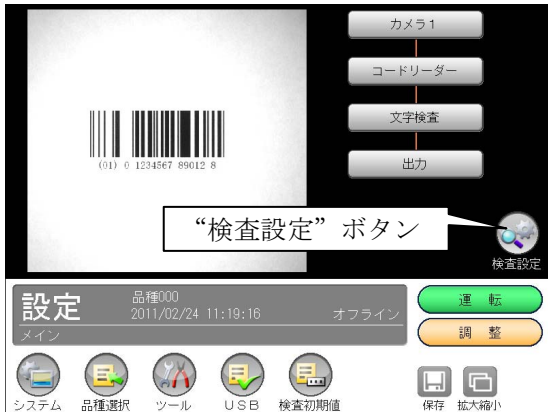 カメラ1
コードリーダー
文字検査
出力
(01) 0 1234567 89012 8
“検査設定”ボタン
検査設定
設定
品種000
2011/02/24 11:19:16
オフライン
メイン
運 転
調 整
システム
品種選択
ツール
USB
検査初期値
保存
拡大縮小